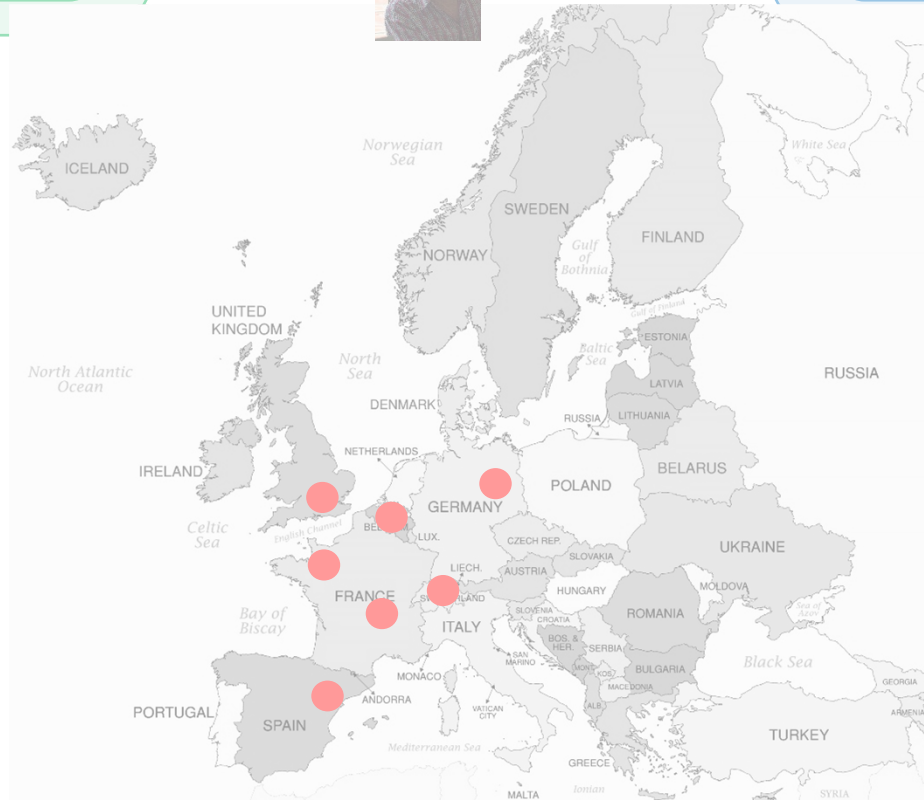 Norwegian
Sea
White Sea
ICELAND
SWEDEN
FINLAND
NORWAY
Gulf
of
Bothnia
UNITED
KINGDOM
Gulf of Finland
ESTONIA
North
Sea
Baltic
Sea
North Atlantic
Ocean
RUSSIA
LATVIA
DENMARK
RUSSIA
LITHUANIA
NETHERLANDS
IRELAND
BELARUS
POLAND
GERMANY
Celtic
Sea
English Channel
LUX.
CZECH REP.
UKRAINE
SLOVAKIA
LIECH.
AUSTRIA
HUNGARY
MOLDOVA
FRANCE
Sea of
Azov
SLOVENIA
CROATIA
ROMANIA
Bay of
Biscay
ITALY
BOS. &
HER.
SERBIA
SAN
MARINO
MONT.
KOS.
BULGARIA
Black Sea
MONACO
GEORGIA
MACEDONIA
ANDORRA
VATICAN
CITY
ALB.
PORTUGAL
ARMENIA
SPAIN
TURKEY
Mediterranean Sea
GREECE
Ionian
MALTA
SYRIA